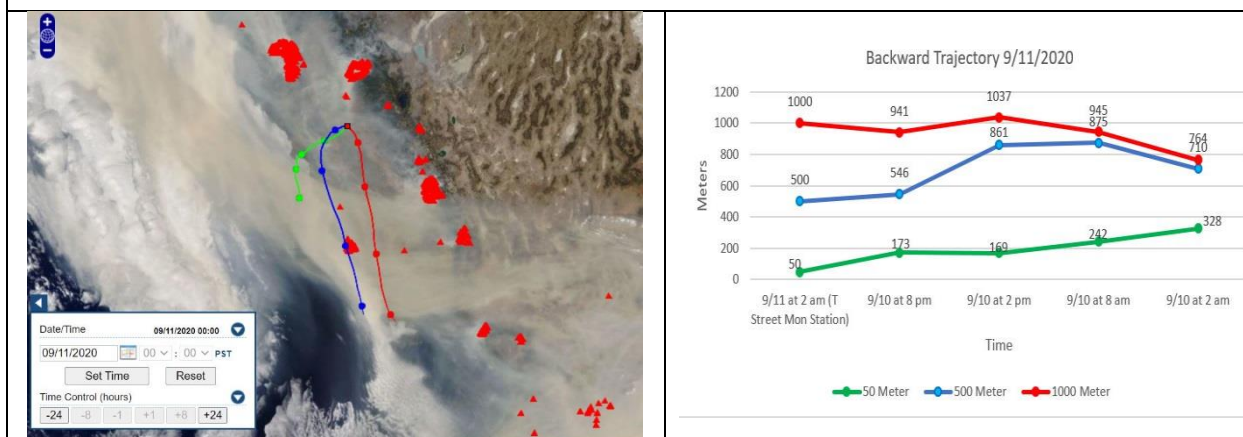 +
−
Date/Time 09/11/2020 00:00
09/11/2020 00 : 00 PST
Set Time Reset
Time Control (hours)
-24 -8 -1 +1 +8 +24
Backward Trajectory 9/11/2020
Meters
1200
1000
800
600
400
200
0
1000 941 1037 945 764
500 546 861 875 710
50 173 169 242 328
9/11 at 2 am (T Street Mon Station) 9/10 at 8 pm 9/10 at 2 pm 9/10 at 8 am 9/10 at 2 am
Time
50 Meter 500 Meter 1000 Meter